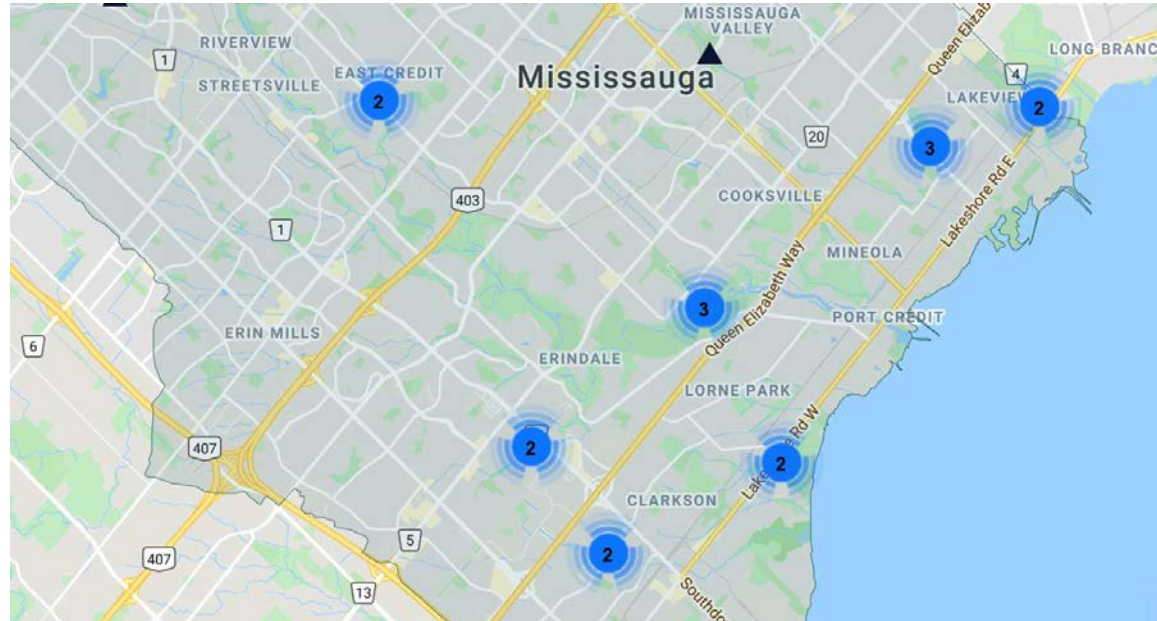 MISSISSAUGA
VALLEY
Queen Elizab
LONG BRANC
RIVERVIEW
1
EAST CREDIT
STREETSVILLE
2
Mississauga
4
LAKEVIEW
2
20
3
403
COOKSVILLE
Lakeshore Rd E
1
MINEOLA
3
Queen Elizabeth Way
PORT CREDIT
ERIN MILLS
6
ERINDALE
LORNE PARK
407
2
2
Rd W
CLARKSON
5
2
407
13
Southdo